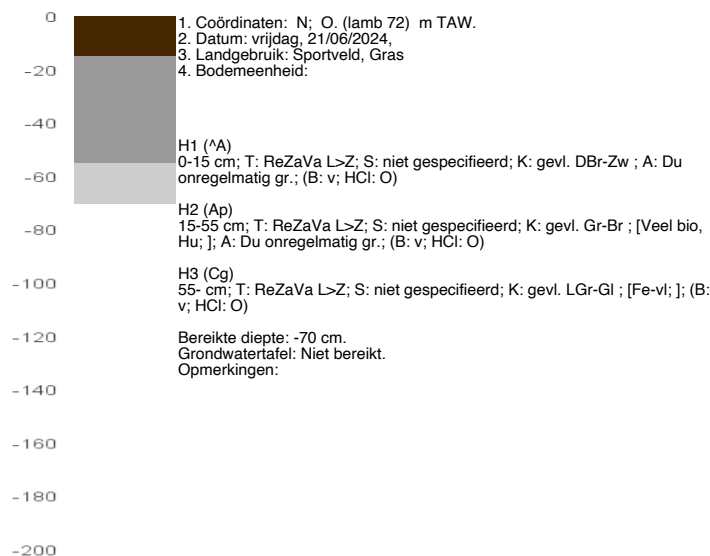 0
-20
-40
-60
-80
-100
-120
-140
-160
-180
-200
1. Coördinaten:  N;  O. (lamb 72)  m TAW.
2. Datum: vrijdag, 21/06/2024,
3. Landgebruik: Sportveld, Gras
4. Bodemeenheid:
H1 (^A)
0-15 cm; T: ReZaVa L>Z; S: niet gespecifieerd; K: gevl. DBr-Zw ; A: Du
onregelmatig gr.; (B: v; HCl: O)
H2 (Ap)
15-55 cm; T: ReZaVa L>Z; S: niet gespecifieerd; K: gevl. Gr-Br ; [Veel bio,
Hu; ]; A: Du onregelmatig gr.; (B: v; HCl: O)
H3 (Cg)
55- cm; T: ReZaVa L>Z; S: niet gespecifieerd; K: gevl. LGr-Gl ; [Fe-vl; ]; (B:
v; HCl: O)
Bereikte diepte: -70 cm.
Grondwatertafel: Niet bereikt.
Opmerkingen: